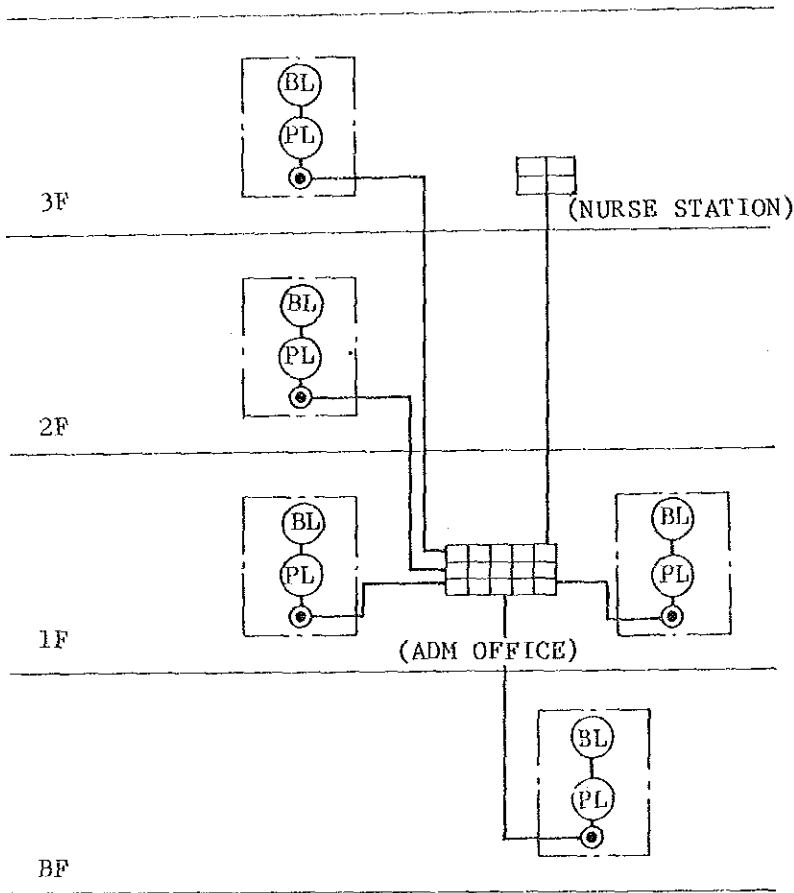 BL
PL
3F
(NURSE STATION)
BL
PL
2F
BL
PL
BL
PL
1F
(ADM OFFICE)
BL
PL
BF